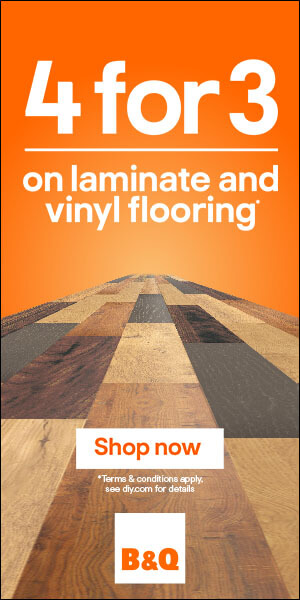 4 for 3
on laminate and
vinyl flooring*
Shop now
*Terms & conditions apply,
see diy.com for details
B&Q